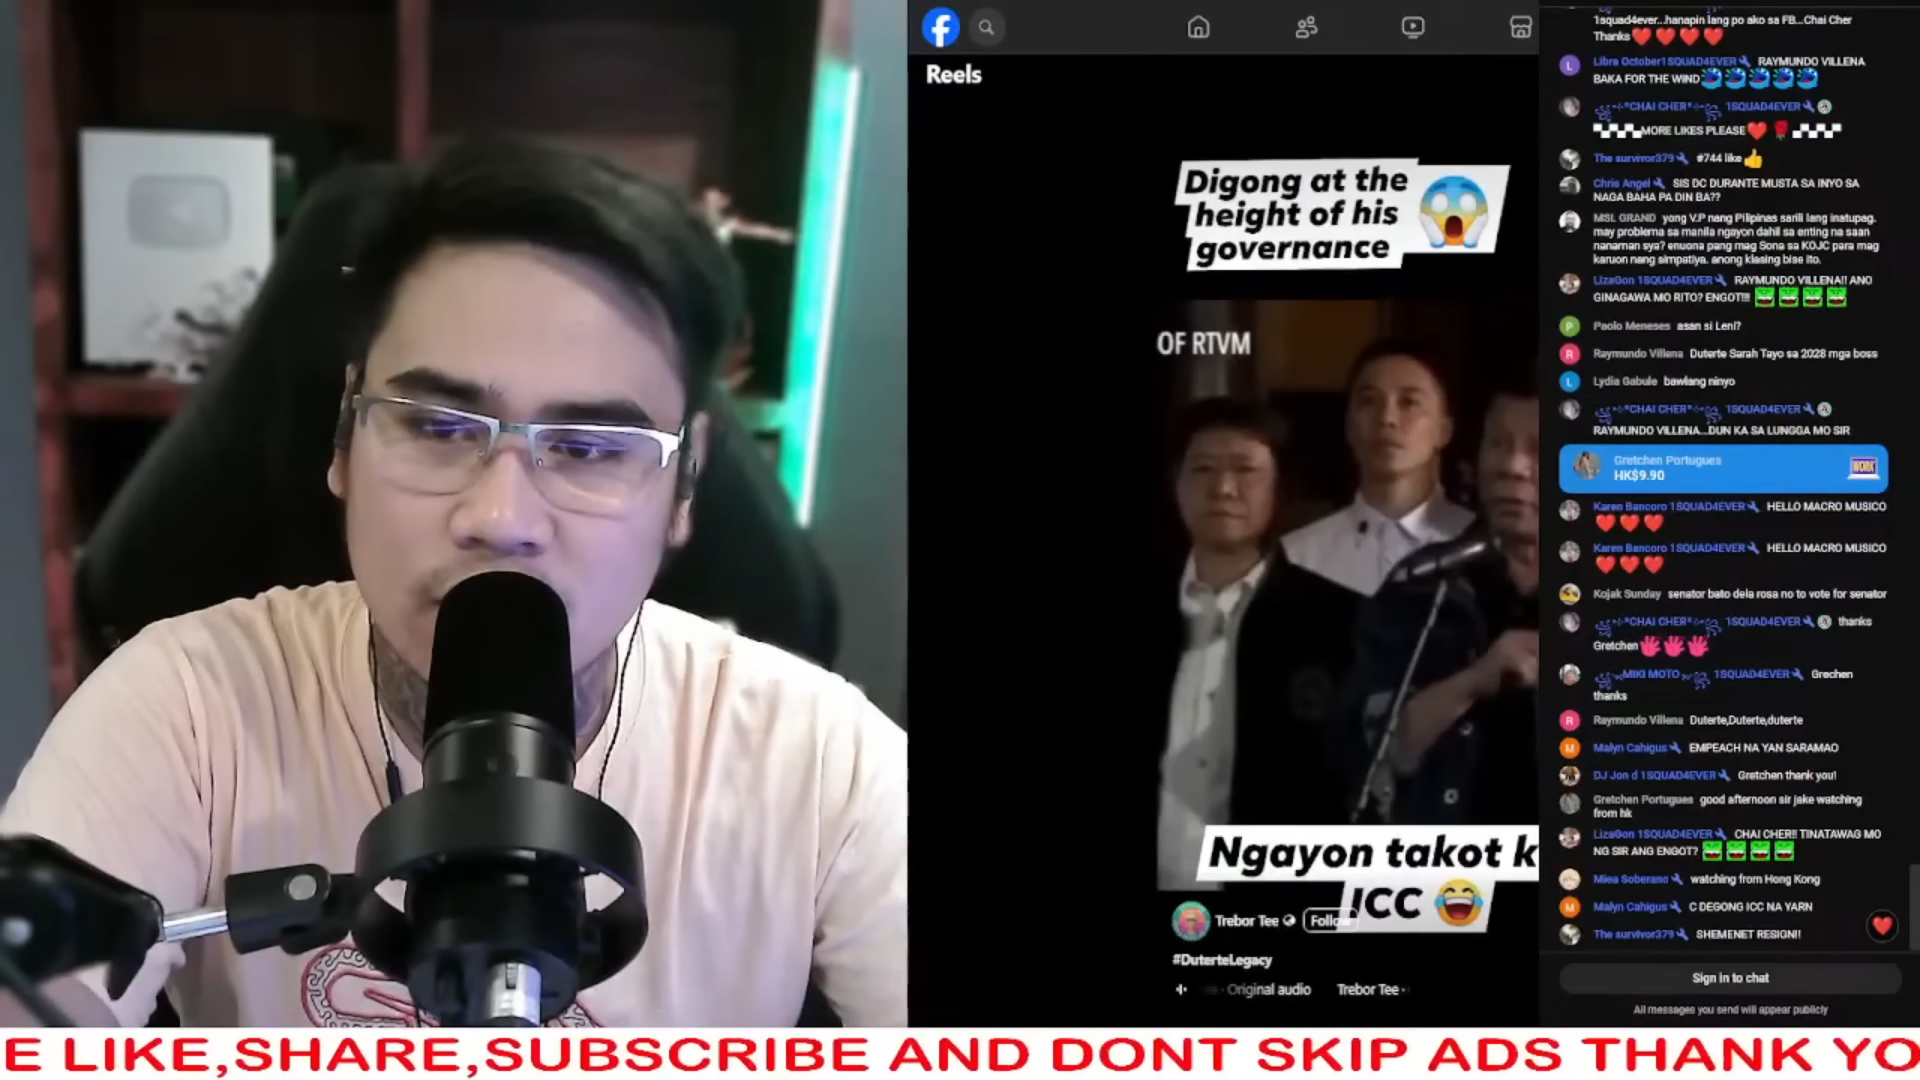 Reels
Digong at the
height of his
governance
OF RTVM
Ngayon takot k
ICC
Trebor Tee
Follow
#DuterteLegacy
Original audio
Trebor Tee
1squad4ever...hanapin lang po ako sa FB...Chai Cher
Thanks❤️❤️❤️❤️
Libra October1SQUAD4EVER RAYMUNDO VILLENA
BAKA FOR THE WIND
*CHAI CHER* 1SQUAD4EVER
MORE LIKES PLEASE❤️🌹
The survivor379 #744 like👍
Chris Angel SIS DC DURANTE MUSTA SA INYO SA
NAGA BAHA PA DIN BA??
MSL GRAND yong V.P nang Pilipinas sarili lang inatupag.
may problema sa manila ngayon dahil sa enting na saan
nanaman sya? enuona pang mag Sona sa KOJC para mag
karuon nang simpatiya. anong klasing bise ito.
LizaGon 1SQUAD4EVER RAYMUNDO VILLENA!! ANO
GINAGAWA MO RITO? ENGOT!!!
Paolo Meneses asan si Leni?
Raymundo Villena Duterte Sarah Tayo sa 2028 mga boss
Lydia Gabule bawlang ninyo
*CHAI CHER* 1SQUAD4EVER
RAYMUNDO VILLENA...DUN KA SA LUNGGA MO SIR
Gretchen Portugues
HK$9.90
WORK
Karen Bancoro 1SQUAD4EVER HELLO MACRO MUSICO
❤️❤️❤️
Karen Bancoro 1SQUAD4EVER HELLO MACRO MUSICO
❤️❤️❤️
Kojak Sunday senator bato dela rosa no to vote for senator
*CHAI CHER* 1SQUAD4EVER thanks
Gretchen
MIKI MOTO 1SQUAD4EVER Grechen
thanks
Raymundo Villena Duterte,Duterte,duterte
Malyn Cahigus EMPEACH NA YAN SARAMAO
DJ Jon d 1SQUAD4EVER Gretchen thank you!
Gretchen Portugues good afternoon sir jake watching
from hk
LizaGon 1SQUAD4EVER CHAI CHER!! TINATAWAG MO
NG SIR ANG ENGOT?
Miea Soberano watching from Hong Kong
Malyn Cahigus C DEGONG ICC NA YARN
The survivor379 SHEMENET RESIGN!!
Sign in to chat
All messages you send will appear publicly
E LIKE,SHARE,SUBSCRIBE AND DONT SKIP ADS THANK YO